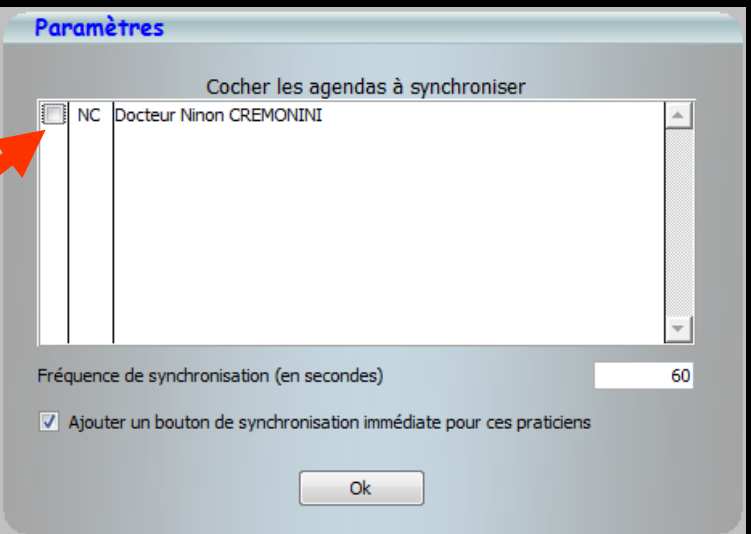 Paramètres
Cocher les agendas à synchroniser
NC Docteur Ninon CREMONINI
Fréquence de synchronisation (en secondes) 60
Ajouter un bouton de synchronisation immédiate pour ces praticiens
Ok